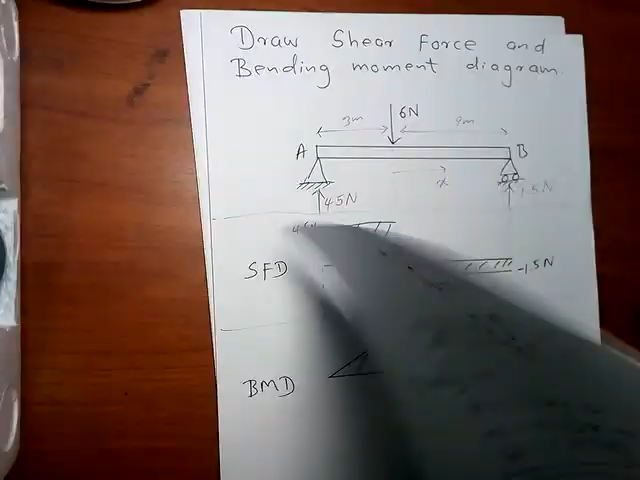 Draw Shear Force and
Bending moment diagram.
6N
3m 9m
A B
x
4.5N 1.5N
SFD -1.5N
BMD